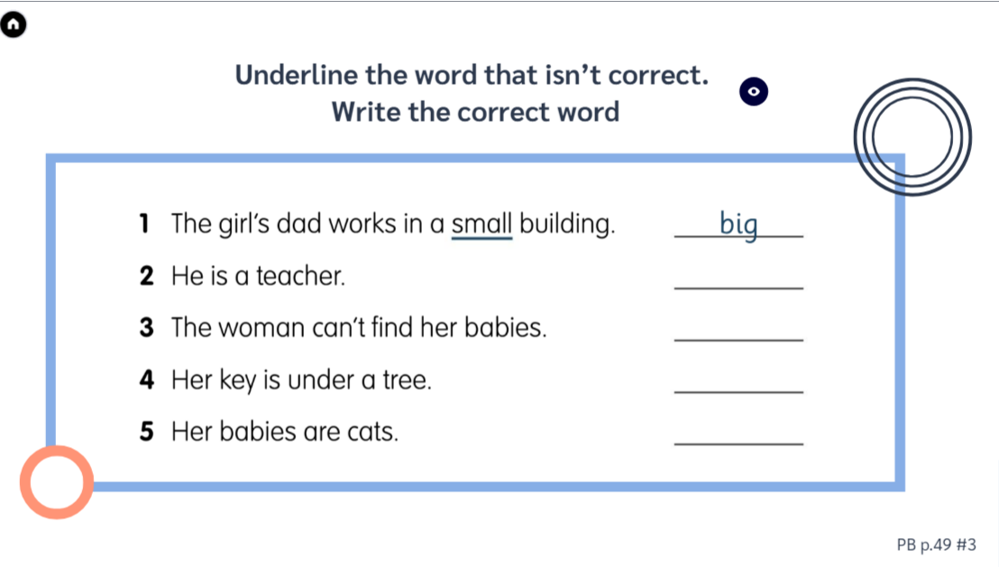 Underline the word that isn’t correct.
Write the correct word
1 The girl’s dad works in a small building. big
2 He is a teacher.
3 The woman can’t find her babies.
4 Her key is under a tree.
5 Her babies are cats.
PB p.49 #3